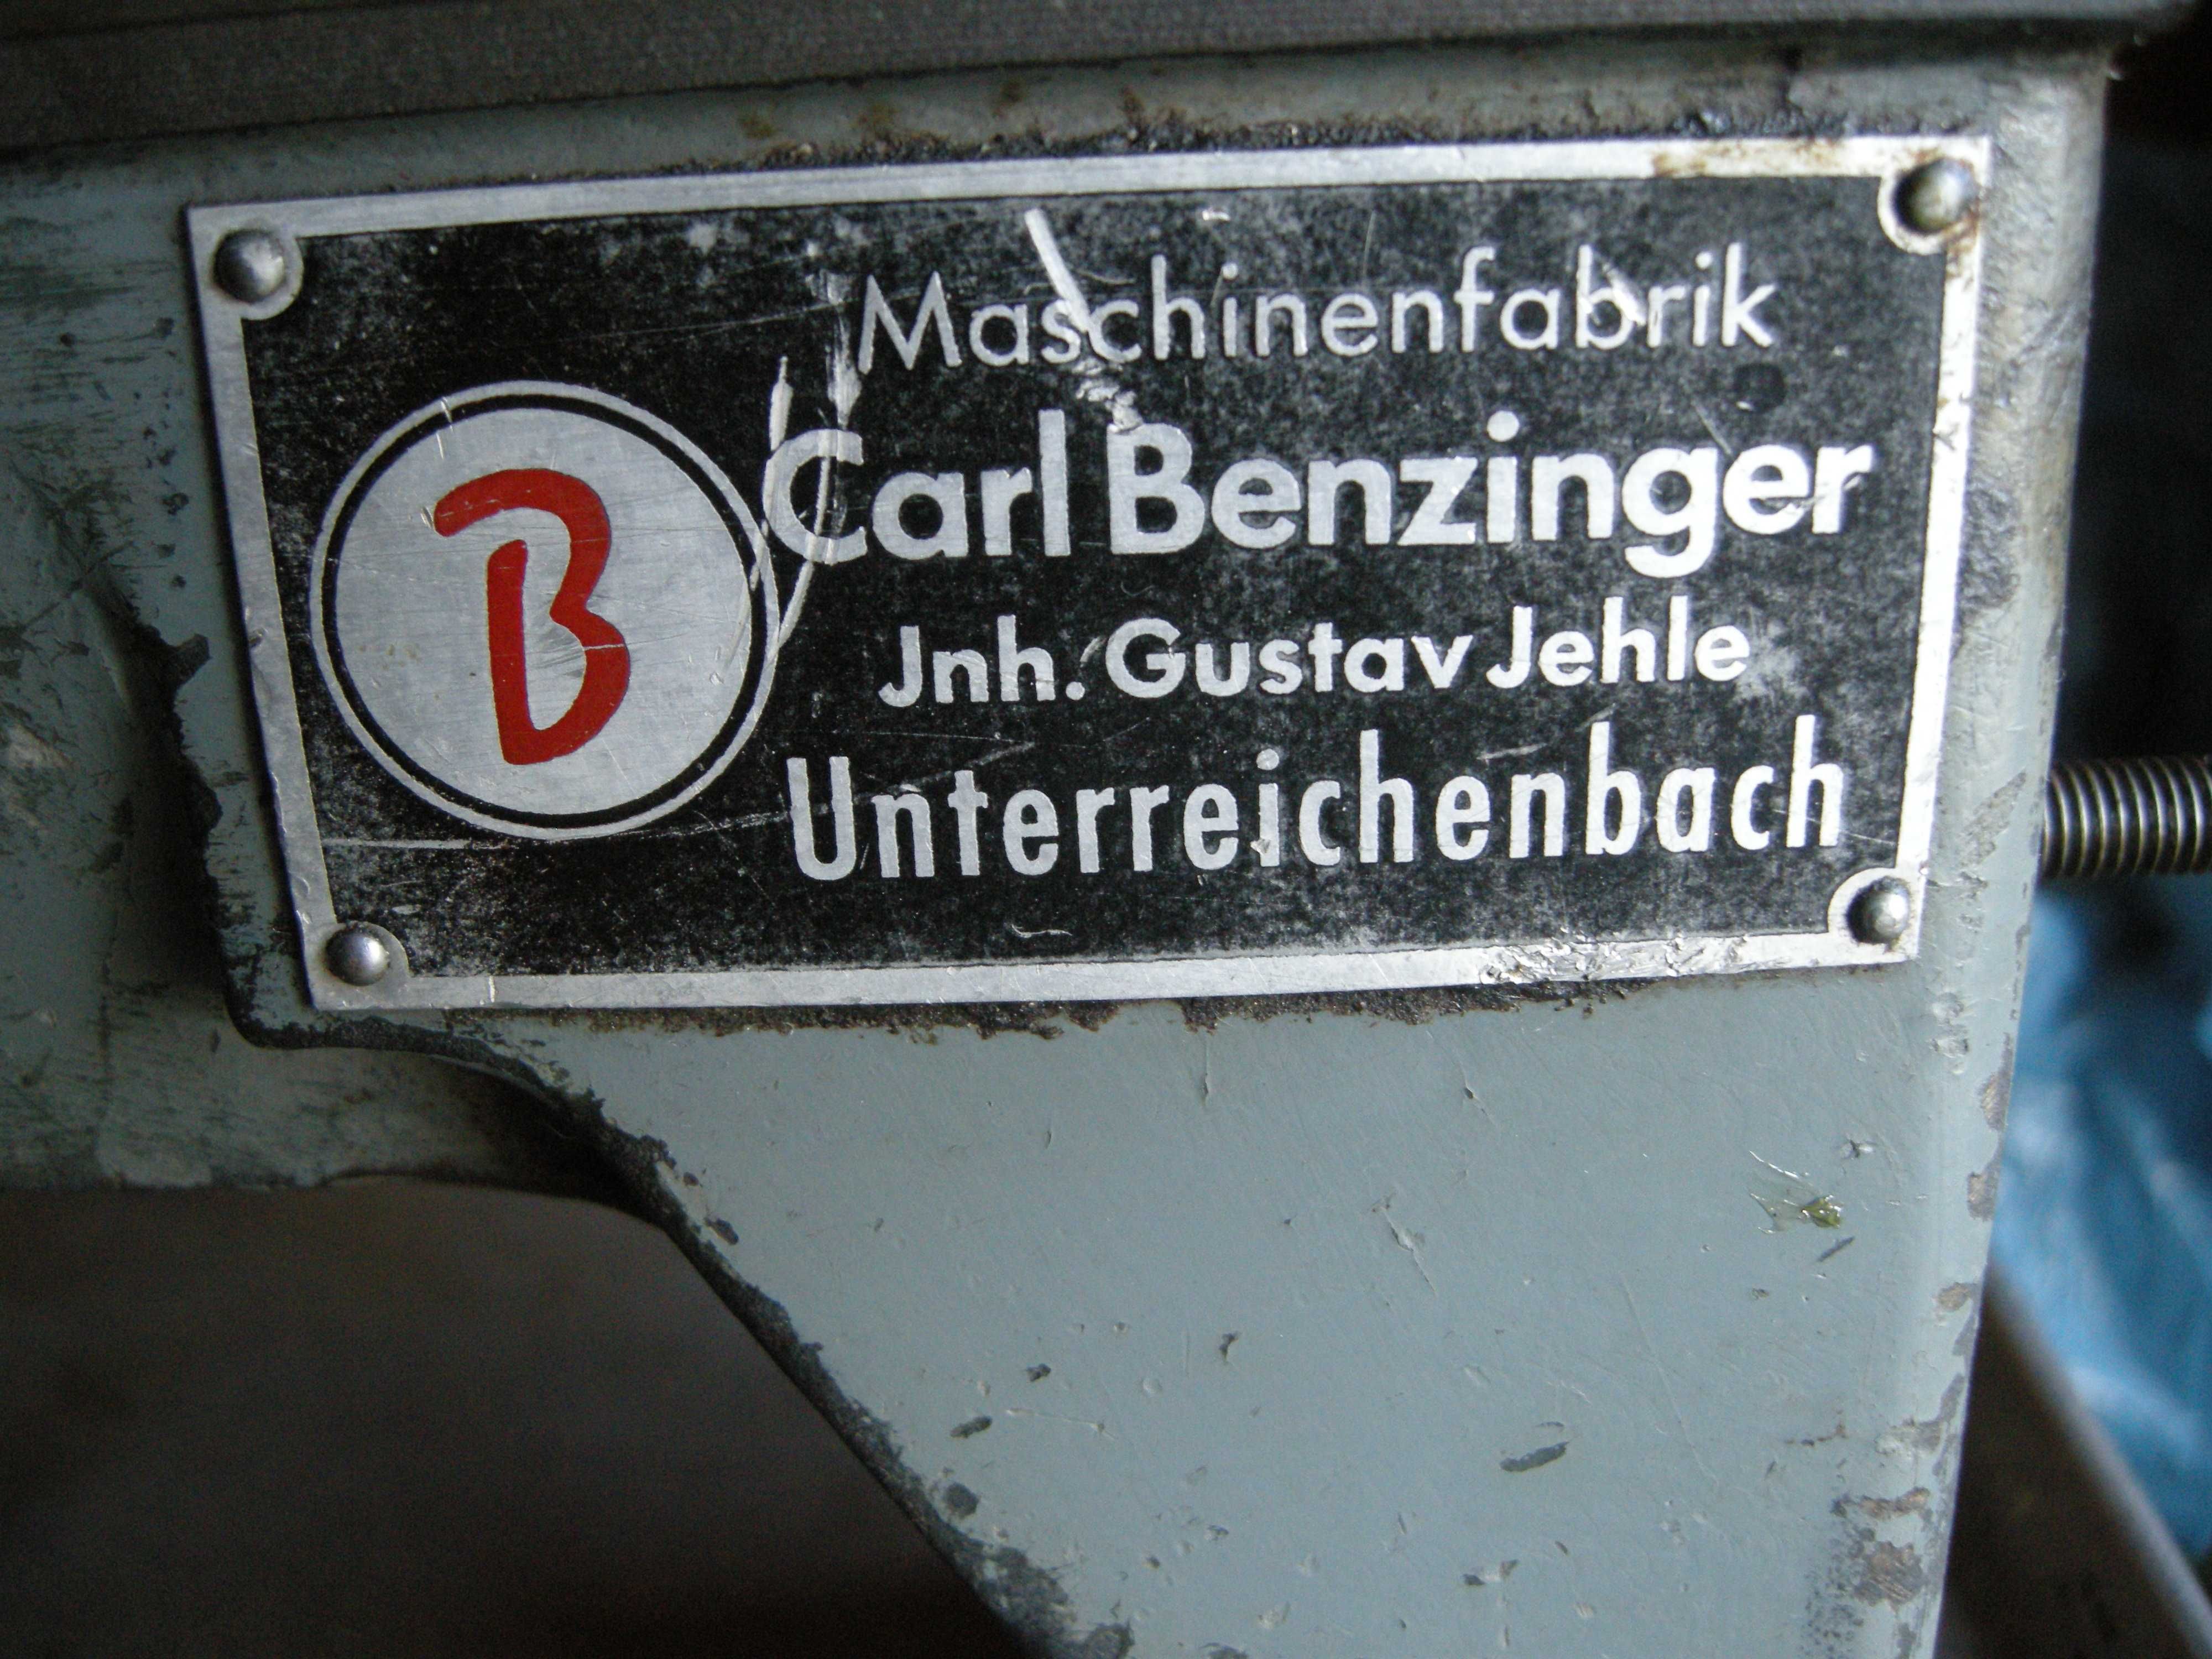 Maschinenfabrik
B
Carl Benzinger
Jnh. Gustav Jehle
Unterreichenbach